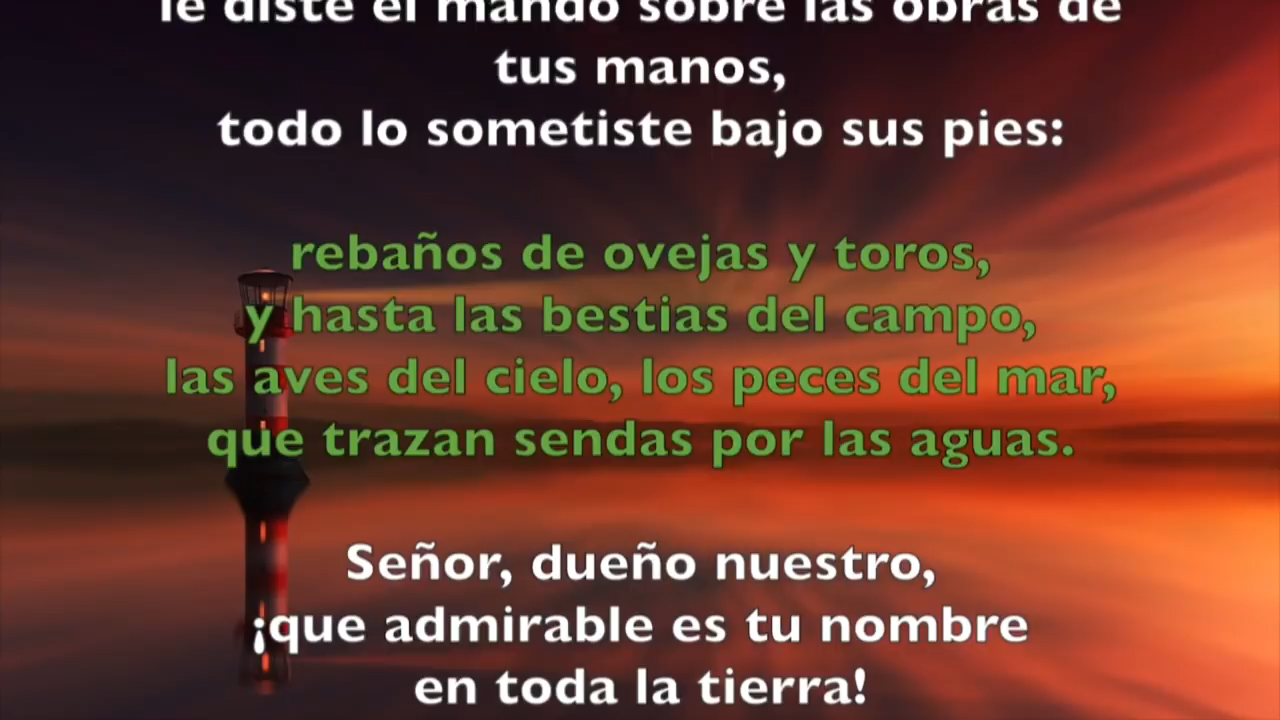 le diste el mando sobre las obras de
tus manos,
todo lo sometiste bajo sus pies:
rebaños de ovejas y toros,
y hasta las bestias del campo,
las aves del cielo, los peces del mar,
que trazan sendas por las aguas.
Señor, dueño nuestro,
¡que admirable es tu nombre
en toda la tierra!